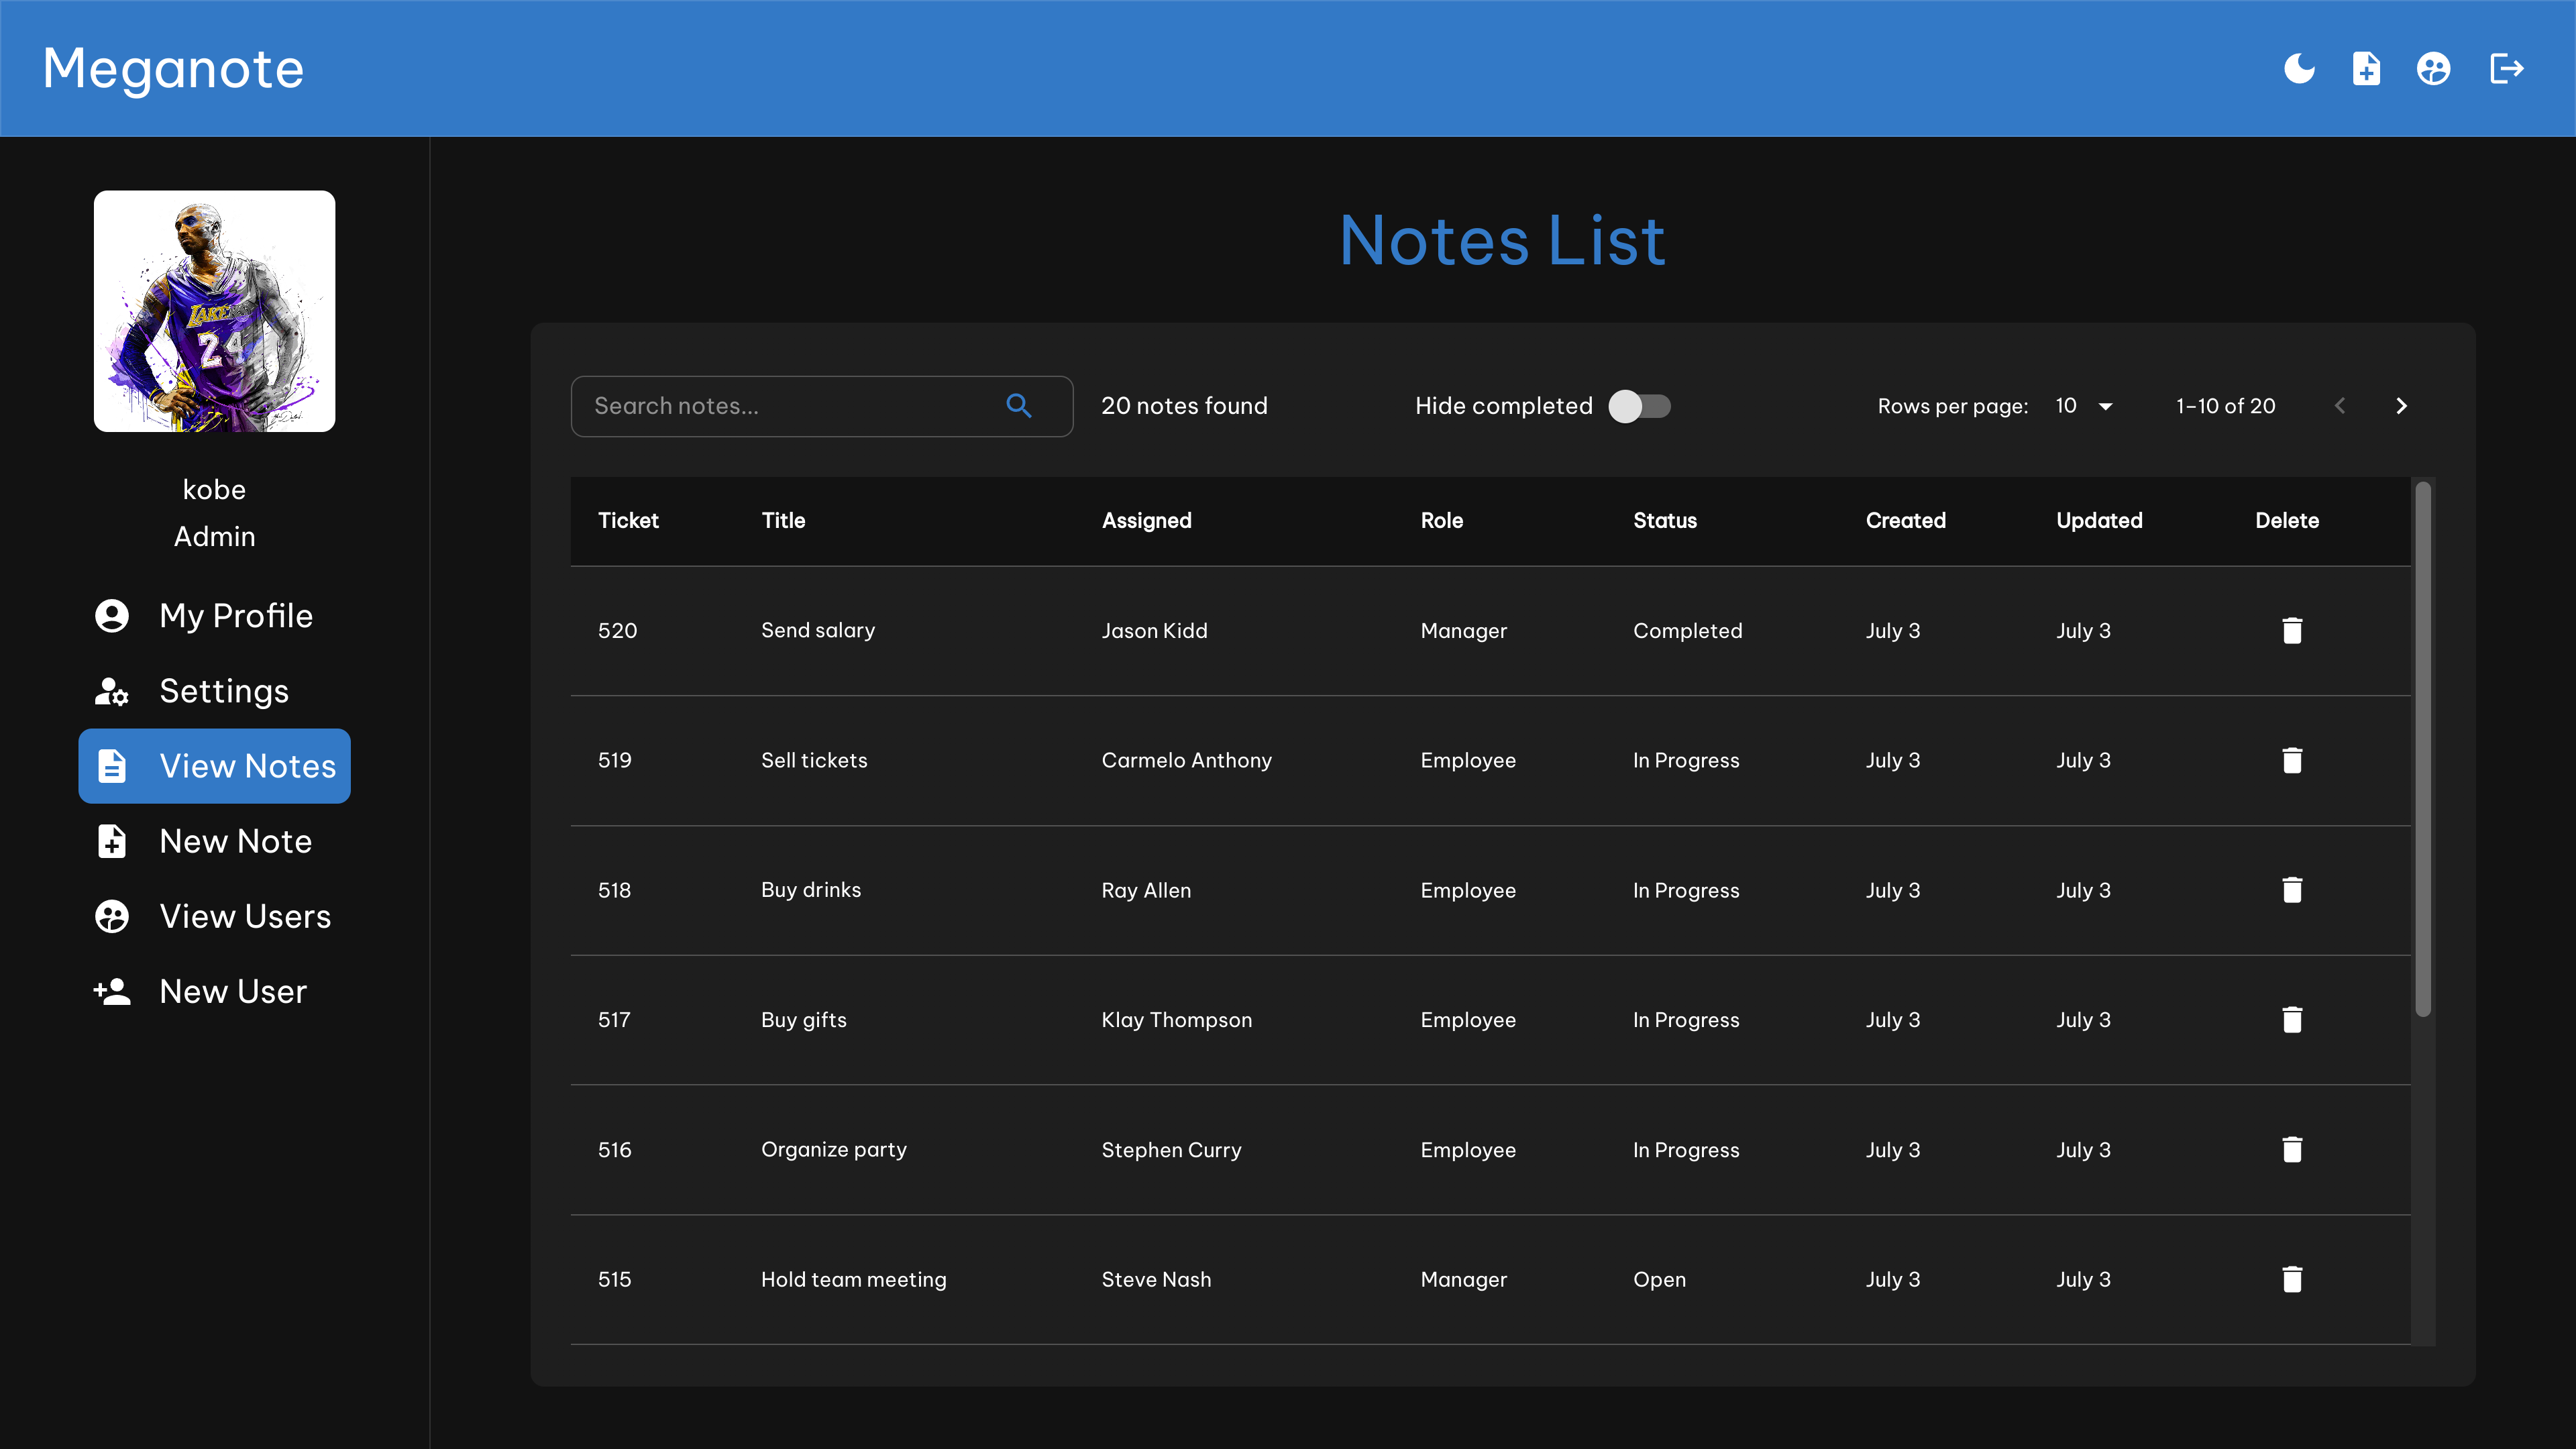 Meganote
LAKERS
24
kobe
Admin
My Profile
Settings
View Notes
New Note
View Users
New User
Notes List
Search notes...
20 notes found
Hide completed
Rows per page: 10
1–10 of 20
Ticket Title Assigned Role Status Created Updated Delete
520 Send salary Jason Kidd Manager Completed July 3 July 3
519 Sell tickets Carmelo Anthony Employee In Progress July 3 July 3
518 Buy drinks Ray Allen Employee In Progress July 3 July 3
517 Buy gifts Klay Thompson Employee In Progress July 3 July 3
516 Organize party Stephen Curry Employee In Progress July 3 July 3
515 Hold team meeting Steve Nash Manager Open July 3 July 3